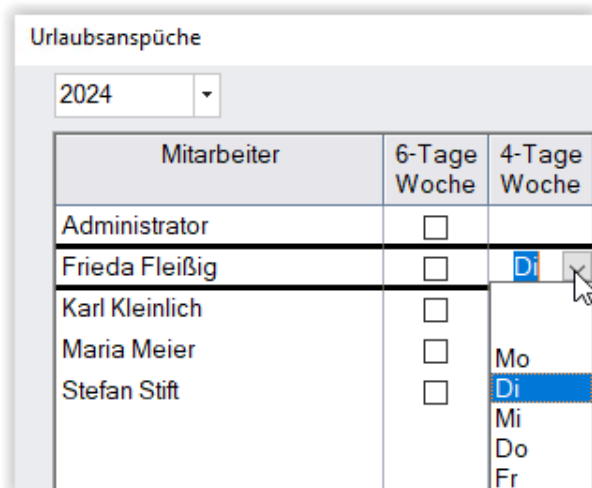 Urlaubsanspüche
2024
Mitarbeiter 6-Tage Woche 4-Tage Woche
Administrator
Frieda Fleißig Di
Karl Kleinlich
Maria Meier
Stefan Stift
Mo
Di
Mi
Do
Fr